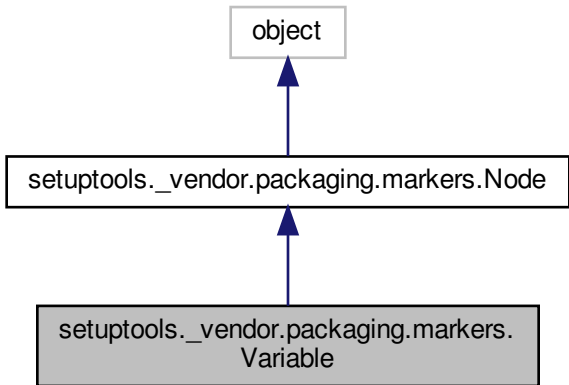 object
setuptools._vendor.packaging.markers.Node
setuptools._vendor.packaging.markers.
Variable